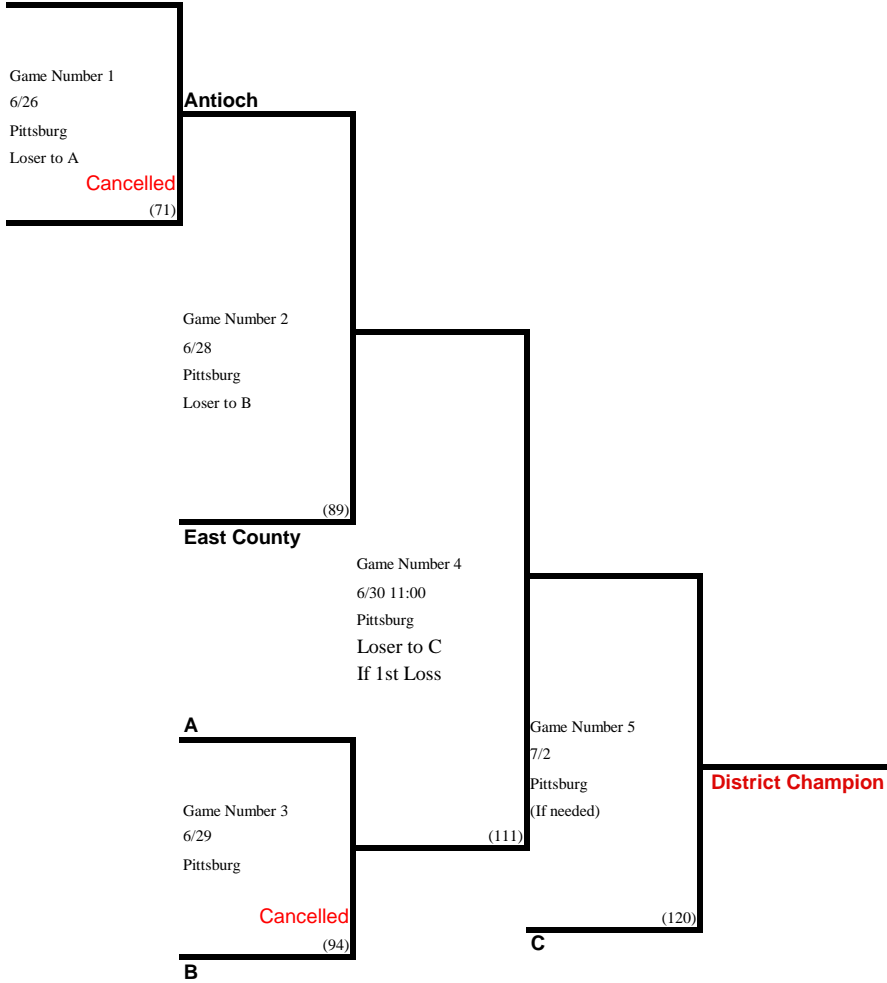 Game Number 1
6/26
Pittsburg
Loser to A
Cancelled
(71)
Antioch
Game Number 2
6/28
Pittsburg
Loser to B
(89)
East County
Game Number 4
6/30 11:00
Pittsburg
Loser to C
If 1st Loss
(111)
A
Game Number 3
6/29
Pittsburg
Cancelled
(94)
B
Game Number 5
7/2
Pittsburg
(If needed)
(120)
C
District Champion